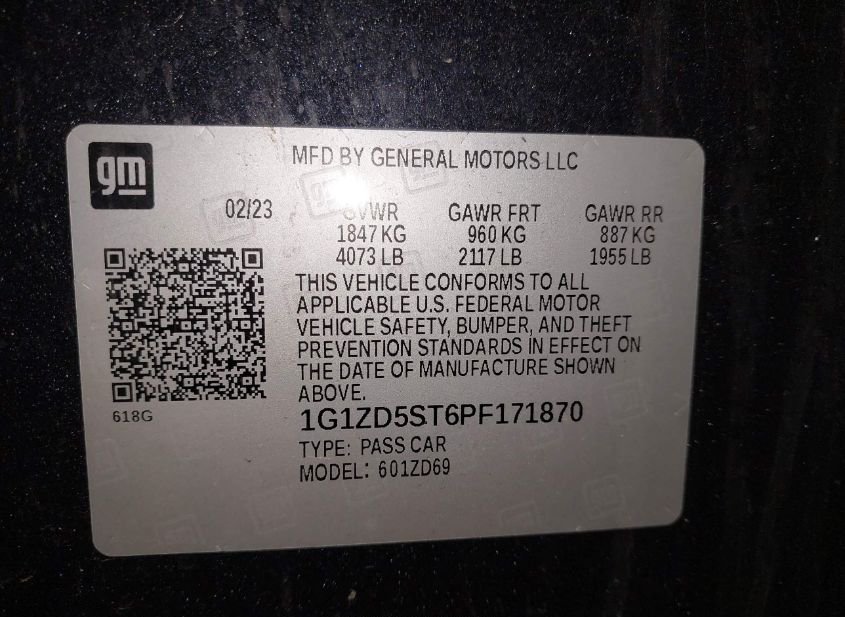 gm
MFD BY GENERAL MOTORS LLC
02/23
GVWR GAWR FRT GAWR RR
1847 KG 960 KG 887 KG
4073 LB 2117 LB 1955 LB
THIS VEHICLE CONFORMS TO ALL
APPLICABLE U.S. FEDERAL MOTOR
VEHICLE SAFETY, BUMPER, AND THEFT
PREVENTION STANDARDS IN EFFECT ON
THE DATE OF MANUFACTURE SHOWN
ABOVE.
618G
1G1ZD5ST6PF171870
TYPE: PASS CAR
MODEL: 601ZD69